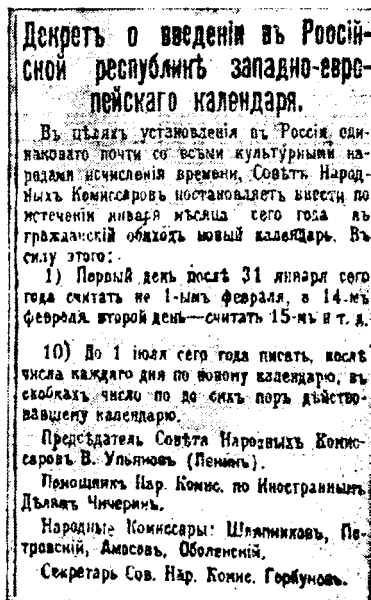 Декретъ о введеніи въ Россій-
ской республикѣ западно-евро-
пейскаго календаря.
Въ цѣляхъ установленія въ Россіи еди-
наковаго почти со всѣми культурными на-
родами исчисленія времени, Совѣтъ Народ-
ныхъ Комиссаровъ постановляетъ ввести по
истеченіи января мѣсяца сего года въ
гражданскій обиходъ новый календарь. Въ
силу этого:
1) Первый день послѣ 31 января сего
года считать не 1-ымъ февраля, а 14-мъ
февраля, второй день—считать 15-мъ и т. д.
10) До 1 іюля сего года писать, послѣ
числа каждаго дня по новому календарю, въ
скобкахъ число по до сихъ поръ дѣйство-
вавшему календарю.
Предсѣдатель Совѣта Народныхъ Комис-
саровъ В. Ульяновъ (Ленинъ).
Помощникъ Нар. Комис. по Иностраннымъ
Дѣламъ Чичеринъ.
Народные Комиссары: Шляпниковъ, Пе-
тровскій, Амосовъ, Оболенскій.
Секретарь Сов. Нар. Комис. Горбуновъ.